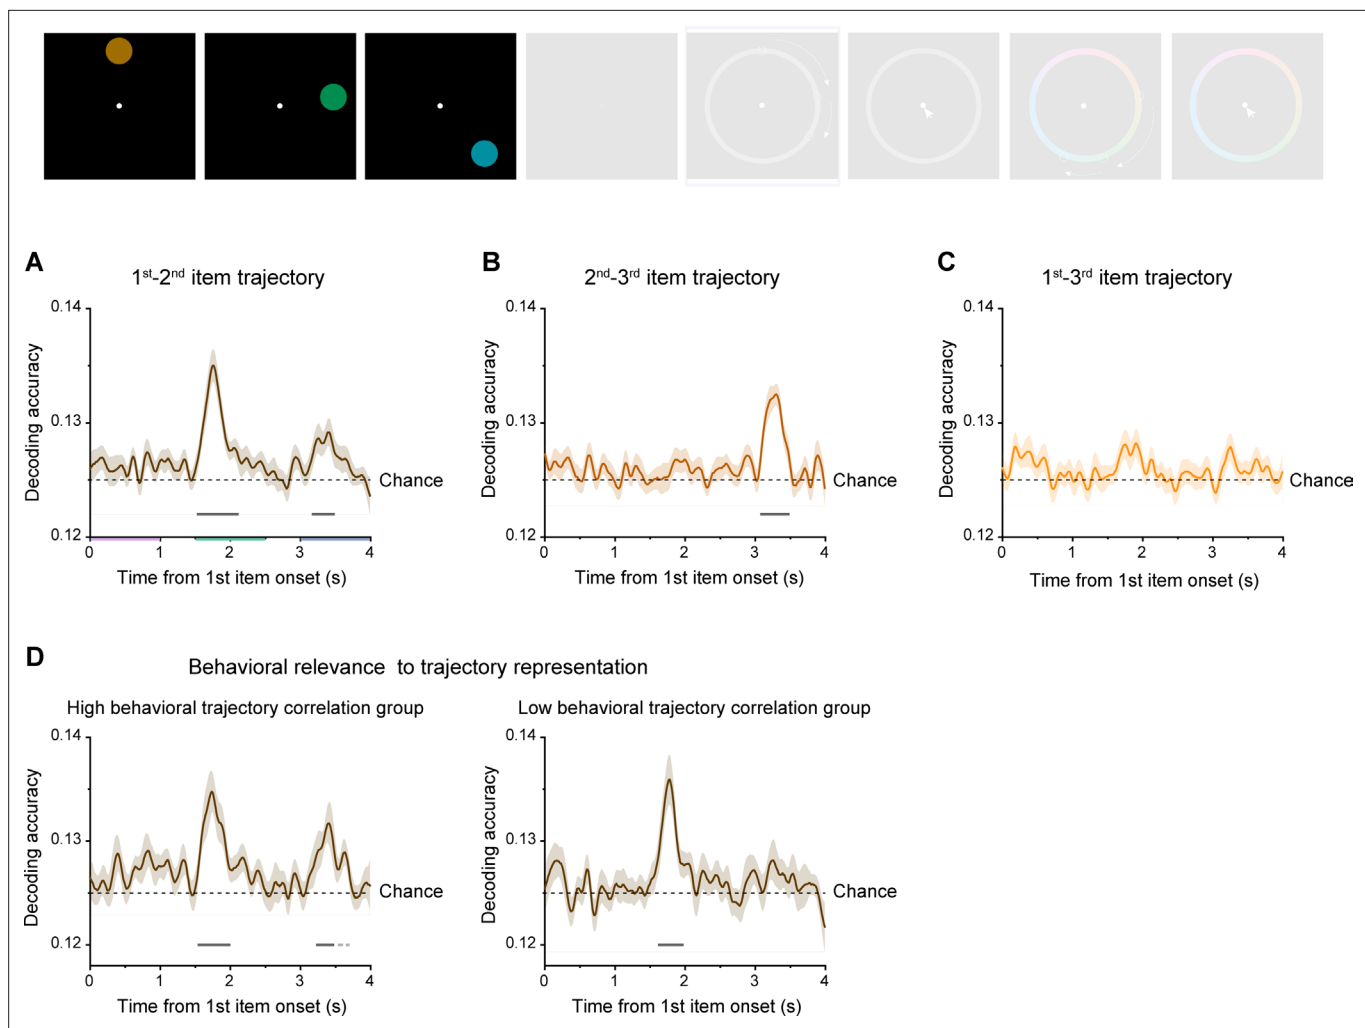 A
1st-2nd item trajectory
0.14
0.13
0.12
Decoding accuracy
Chance
0 1 2 3 4
Time from 1st item onset (s)
B
2nd-3rd item trajectory
0.14
0.13
0.12
Decoding accuracy
Chance
0 1 2 3 4
Time from 1st item onset (s)
C
1st-3rd item trajectory
0.14
0.13
0.12
Decoding accuracy
Chance
0 1 2 3 4
Time from 1st item onset (s)
D
Behavioral relevance to trajectory representation
High behavioral trajectory correlation group
0.14
0.13
0.12
Decoding accuracy
Chance
0 1 2 3 4
Time from 1st item onset (s)
Low behavioral trajectory correlation group
0.14
0.13
0.12
Decoding accuracy
Chance
0 1 2 3 4
Time from 1st item onset (s)